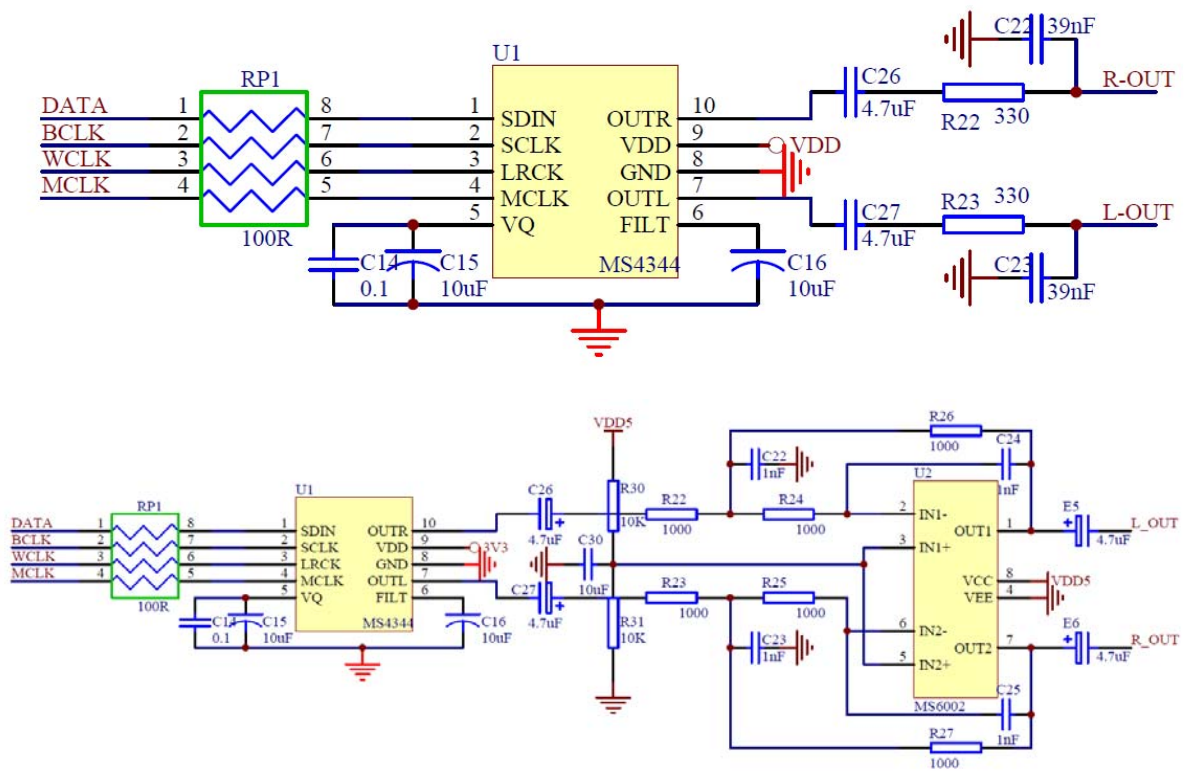 C22 39nF
U1
RP1
C26
4.7uF
R-OUT
R22 330
DATA 1 8 1 SDIN OUTR 10
BCLK 2 7 2 SCLK VDD 9 VDD
WCLK 3 6 3 LRCK GND 8
MCLK 4 5 4 MCLK OUTL 7
5 VQ FILT 6
100R
C27
4.7uF
R23 330
L-OUT
C14
0.1
C15
10uF
MS4344
C16
10uF
C23
39nF
VDD5
R26
1000
C24
1nF
C22
1nF
U2
U1
RP1
C26
4.7uF
R30
10K
R22
1000
R24
1000
2 IN1-
OUT1 1
3 IN1+
E5
4.7uF
L_OUT
DATA 1 8 1 SDIN OUTR 10
BCLK 2 7 2 SCLK VDD 9 3V3
WCLK 3 6 3 LRCK GND 8
MCLK 4 5 4 MCLK OUTL 7
5 VQ FILT 6
100R
C30
10uF
C27
4.7uF
R23
1000
R25
1000
VCC 8 VDD5
VEE 4
C14
0.1
C15
10uF
MS4344
C16
10uF
R31
10K
C23
1nF
6 IN2-
OUT2 7
5 IN2+
E6
4.7uF
R_OUT
MS6002
C25
1nF
R27
1000